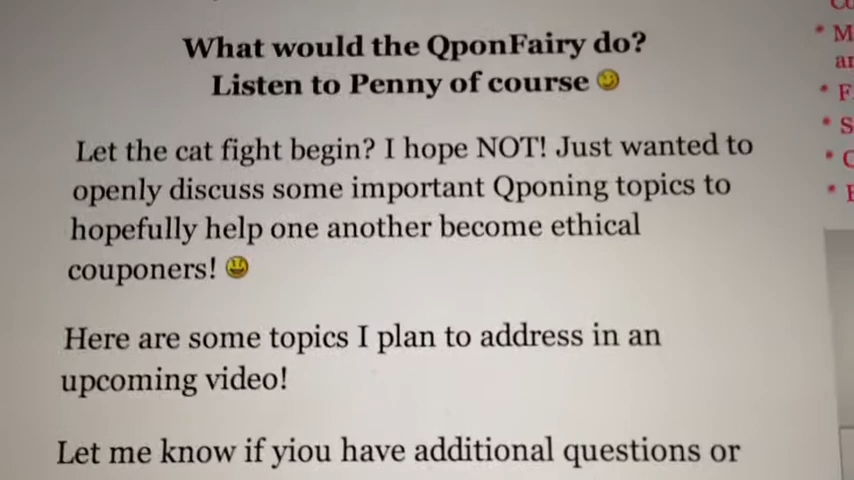 What would the QponFairy do?
Listen to Penny of course
Let the cat fight begin? I hope NOT! Just wanted to
openly discuss some important Qponing topics to
hopefully help one another become ethical
couponers!
Here are some topics I plan to address in an
upcoming video!
Let me know if yiou have additional questions or